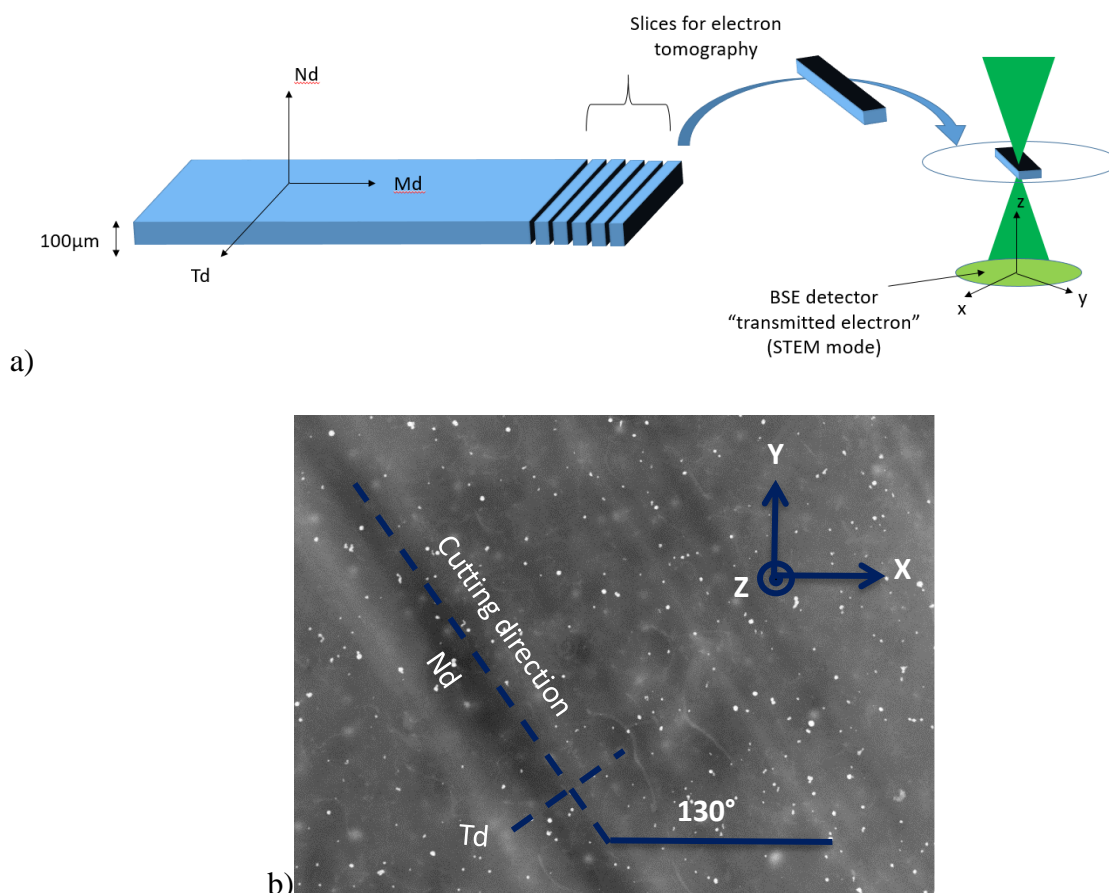 Slices for electron
tomography
Nd
Md
100µm
Td
z
x
y
BSE detector
“transmitted electron”
(STEM mode)
a)
Y
X
Z
Cutting direction
Nd
Td
130°
b)